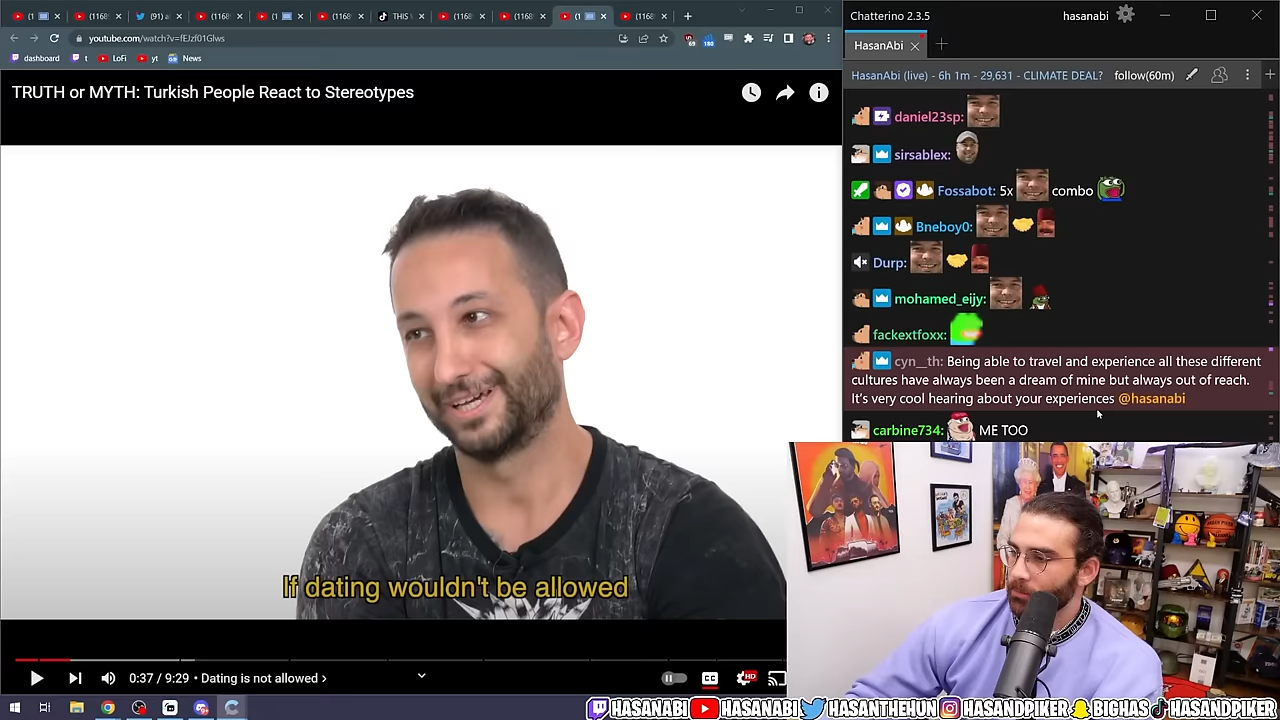 youtube.com/watch?v=fEJzf01Glws
dashboard
t
LoFi
yt
News
TRUTH or MYTH: Turkish People React to Stereotypes
If dating wouldn't be allowed
0:37 / 9:29 • Dating is not allowed ›
HD
Chatterino 2.3.5
hasanabi
HasanAbi
HasanAbi (live) - 6h 1m - 29,631 - CLIMATE DEAL?
follow(60m)
daniel23sp:
sirsablex:
Fossabot: 5x combo
Bneboy0:
Durp:
mohamed_eijy:
fackextfoxx:
cyn__th: Being able to travel and experience all these different
cultures have always been a dream of mine but always out of reach.
It's very cool hearing about your experiences @hasanabi
carbine734: ME TOO
HASANABI HASANABI HASANTHEHUN HASANDPIKER BIGHAS HASANDPIKER